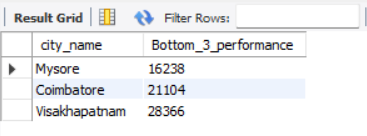 Result Grid Filter Rows:
city_name Bottom_3_performance
Mysore 16238
Coimbatore 21104
Visakhapatnam 28366